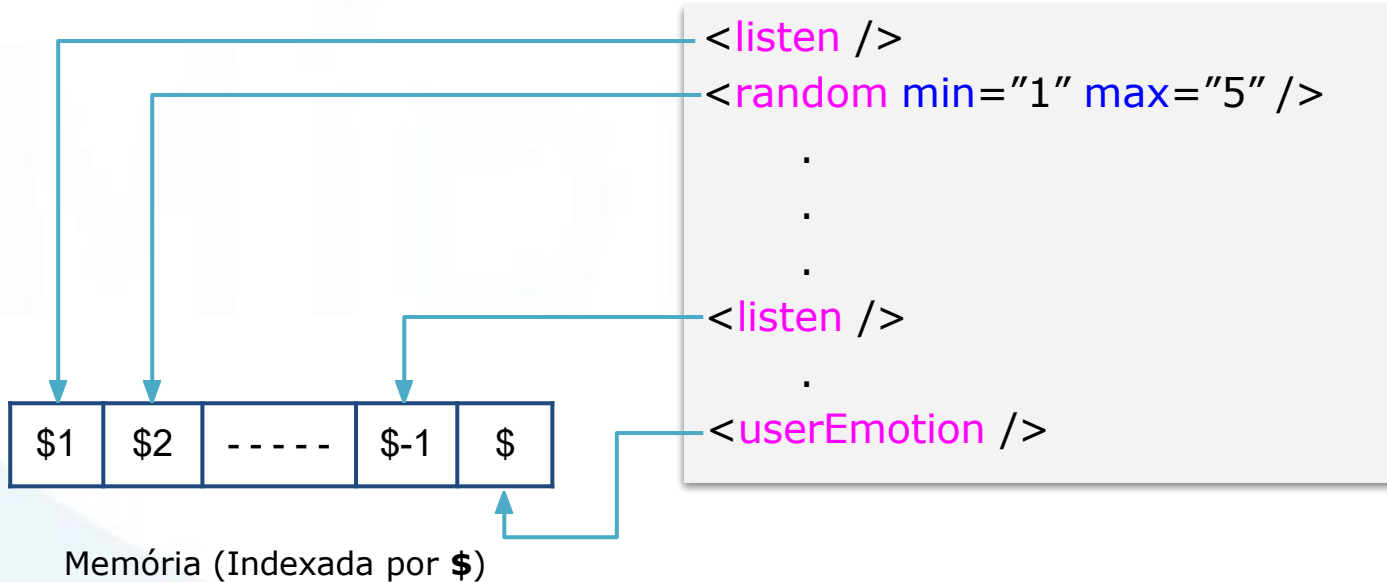 <listen />
<random min=”1” max=”5” />
.
.
.
<listen />
.
<userEmotion />
$1 $2 - - - - - $-1 $
Memória (Indexada por $)